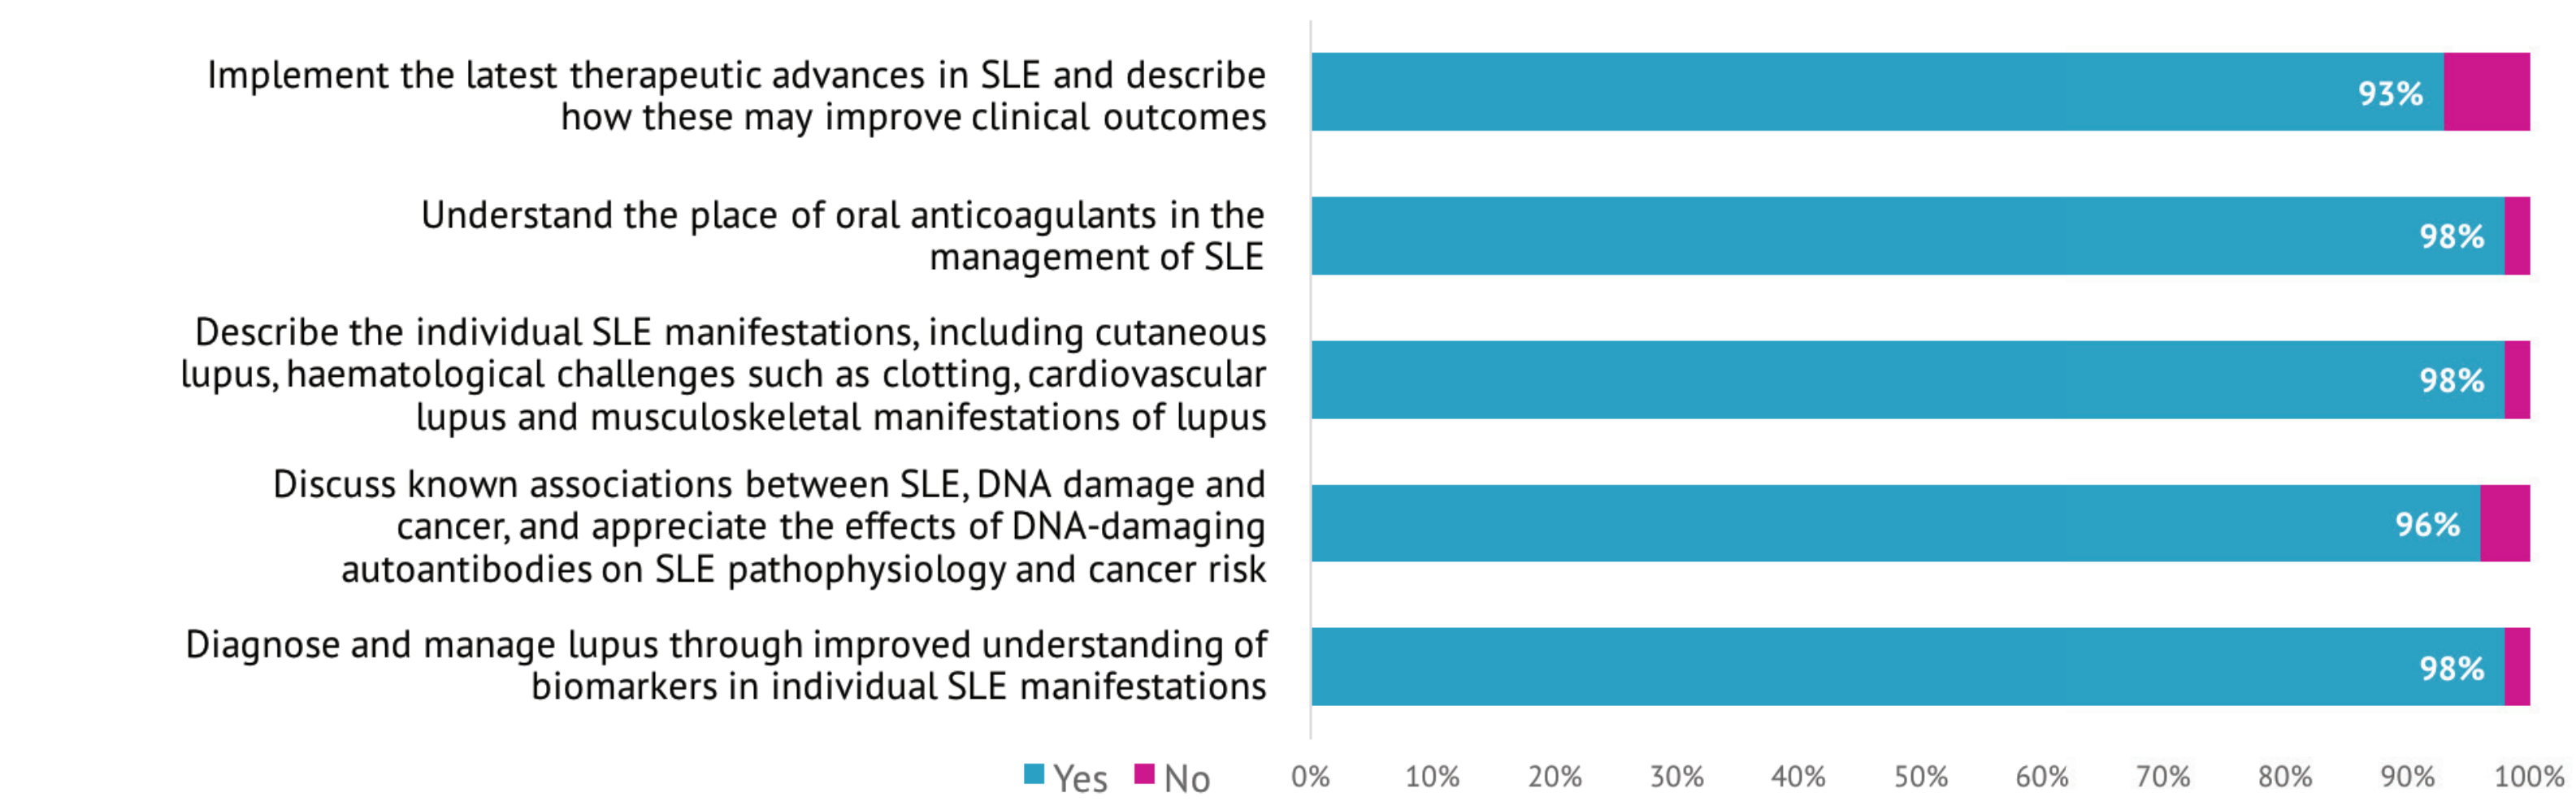 Implement the latest therapeutic advances in SLE and describe
how these may improve clinical outcomes
93%
Understand the place of oral anticoagulants in the
management of SLE
98%
Describe the individual SLE manifestations, including cutaneous
lupus, haematological challenges such as clotting, cardiovascular
lupus and musculoskeletal manifestations of lupus
98%
Discuss known associations between SLE, DNA damage and
cancer, and appreciate the effects of DNA-damaging
autoantibodies on SLE pathophysiology and cancer risk
96%
Diagnose and manage lupus through improved understanding of
biomarkers in individual SLE manifestations
98%
Yes No
0% 10% 20% 30% 40% 50% 60% 70% 80% 90% 100%